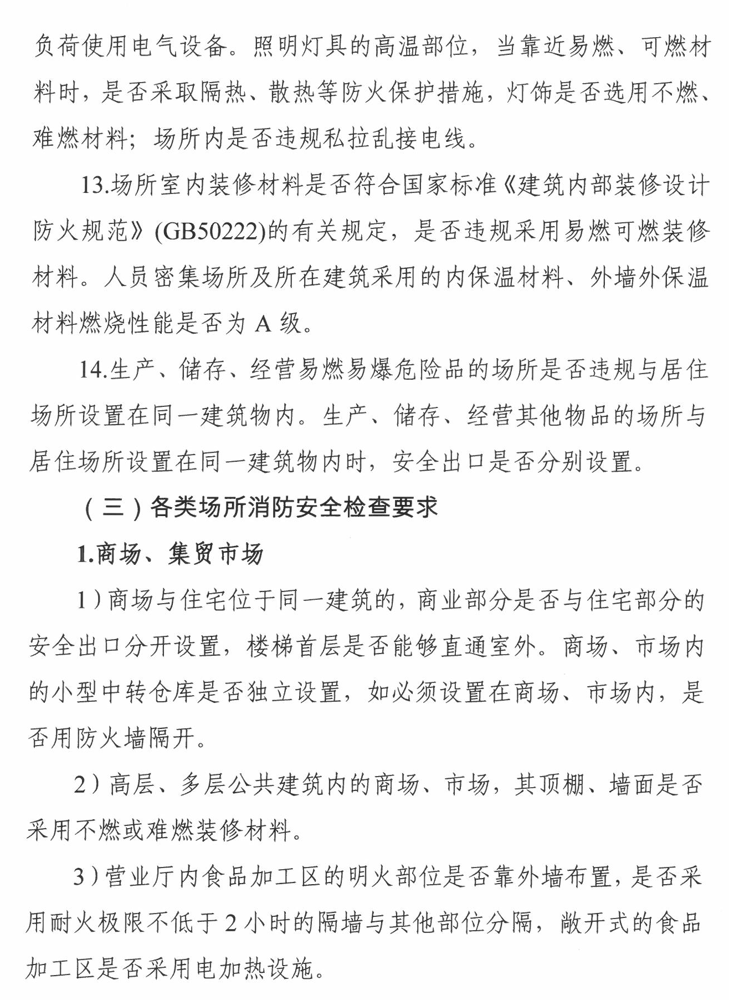 负荷使用电气设备。照明灯具的高温部位，当靠近易燃、可燃材
料时，是否采取隔热、散热等防火保护措施，灯饰是否选用不燃、
难燃材料；场所内是否违规私拉乱接电线。
13.场所室内装修材料是否符合国家标准《建筑内部装修设计
防火规范》(GB50222)的有关规定，是否违规采用易燃可燃装修
材料。人员密集场所及所在建筑采用的内保温材料、外墙外保温
材料燃烧性能是否为 A 级。
14.生产、储存、经营易燃易爆危险品的场所是否违规与居住
场所设置在同一建筑物内。生产、储存、经营其他物品的场所与
居住场所设置在同一建筑物内时，安全出口是否分别设置。
（三）各类场所消防安全检查要求
1.商场、集贸市场
1）商场与住宅位于同一建筑的，商业部分是否与住宅部分的
安全出口分开设置，楼梯首层是否能够直通室外。商场、市场内
的小型中转仓库是否独立设置，如必须设置在商场、市场内，是
否用防火墙隔开。
2）高层、多层公共建筑内的商场、市场，其顶棚、墙面是否
采用不燃或难燃装修材料。
3）营业厅内食品加工区的明火部位是否靠外墙布置，是否采
用耐火极限不低于 2 小时的隔墙与其他部位分隔，敞开式的食品
加工区是否采用电加热设施。